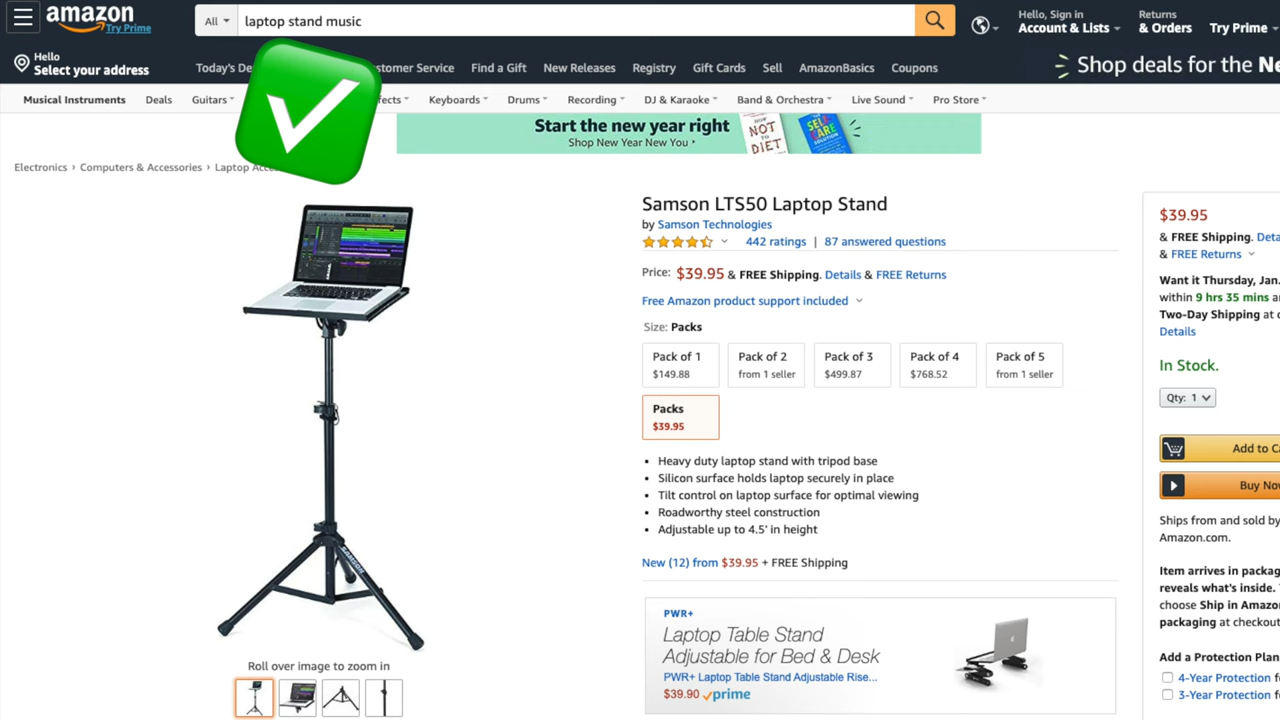 amazon
Try Prime
All
laptop stand music
Hello, Sign in
Account & Lists
Returns
& Orders
Try Prime
Hello
Select your address
Today's De
stomer Service
Find a Gift
New Releases
Registry
Gift Cards
Sell
AmazonBasics
Coupons
Shop deals for the Ne
Musical Instruments
Deals
Guitars
fects
Keyboards
Drums
Recording
DJ & Karaoke
Band & Orchestra
Live Sound
Pro Store
Start the new year right
Shop New Year New You
NOT to DIET
SELF-CARE SOLUTION
Electronics › Computers & Accessories › Laptop Acce
Samson LTS50 Laptop Stand
by Samson Technologies
442 ratings | 87 answered questions
Price: $39.95 & FREE Shipping. Details & FREE Returns
Free Amazon product support included
Size: Packs
Pack of 1
$149.88
Pack of 2
from 1 seller
Pack of 3
$499.87
Pack of 4
$768.52
Pack of 5
from 1 seller
Packs
$39.95
• Heavy duty laptop stand with tripod base
• Silicon surface holds laptop securely in place
• Tilt control on laptop surface for optimal viewing
• Roadworthy steel construction
• Adjustable up to 4.5' in height
New (12) from $39.95 + FREE Shipping
PWR+
Laptop Table Stand
Adjustable for Bed & Desk
PWR+ Laptop Table Stand Adjustable Rise...
$39.90 prime
SAMSON
Roll over image to zoom in
$39.95
& FREE Shipping. Deta
& FREE Returns
Want it Thursday, Jan.
within 9 hrs 35 mins a
Two-Day Shipping at c
Details
In Stock.
Qty: 1
Add to Ca
Buy Nov
Ships from and sold by
Amazon.com.
Item arrives in packag
reveals what's inside.
choose Ship in Amazo
packaging at checkout
Add a Protection Plan
4-Year Protection fo
3-Year Protection fo